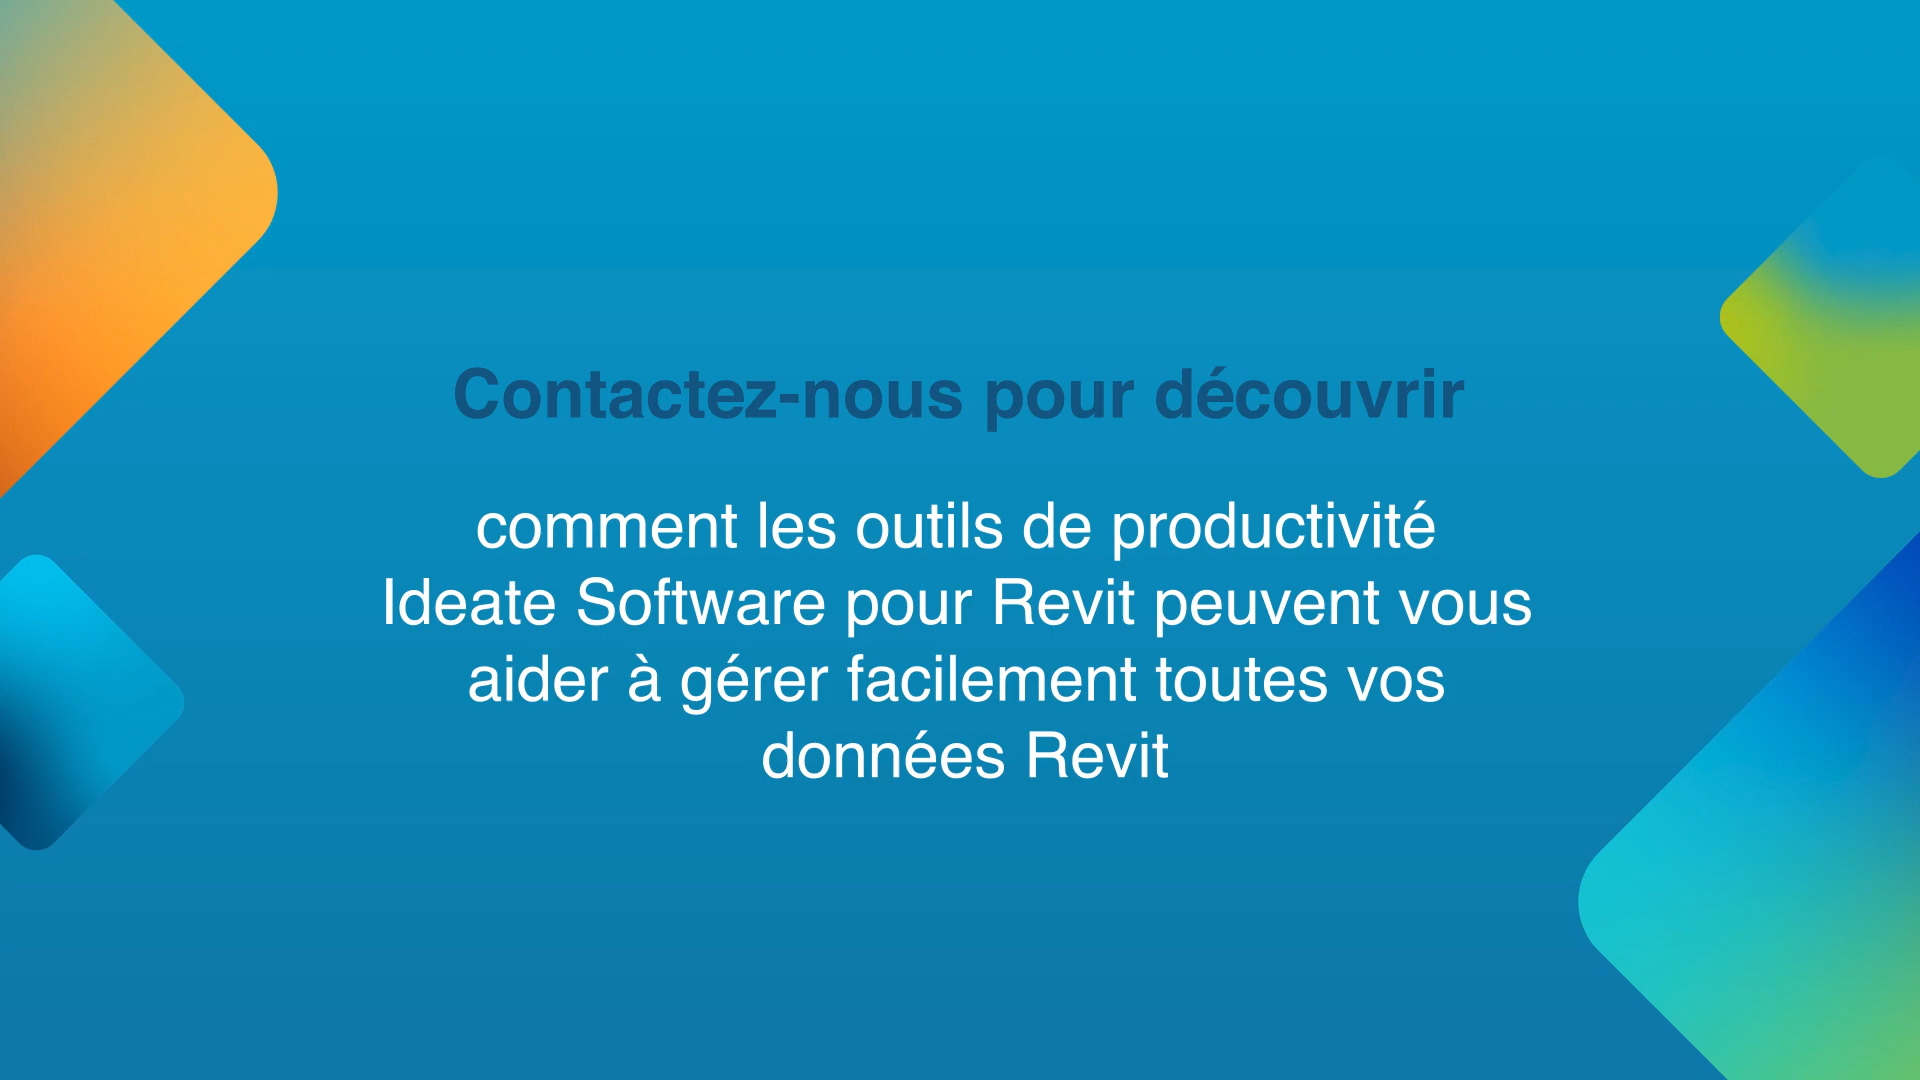 Contactez-nous pour découvrir
comment les outils de productivité
Ideate Software pour Revit peuvent vous
aider à gérer facilement toutes vos
données Revit